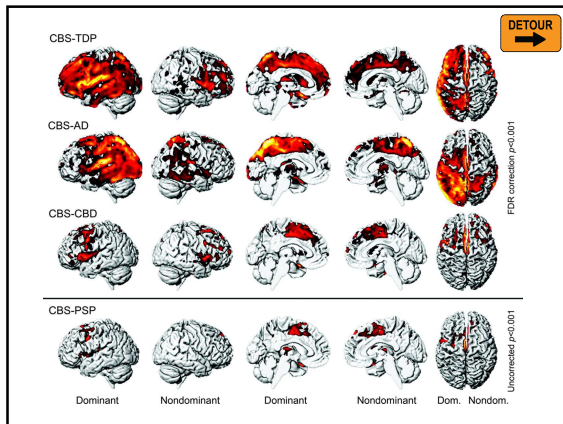 DETOUR
CBS-TDP
CBS-AD
FDR correction p<0.001
CBS-CBD
CBS-PSP
Uncorrected p<0.001
Dominant Nondominant Dominant Nondominant Dom. Nondom.